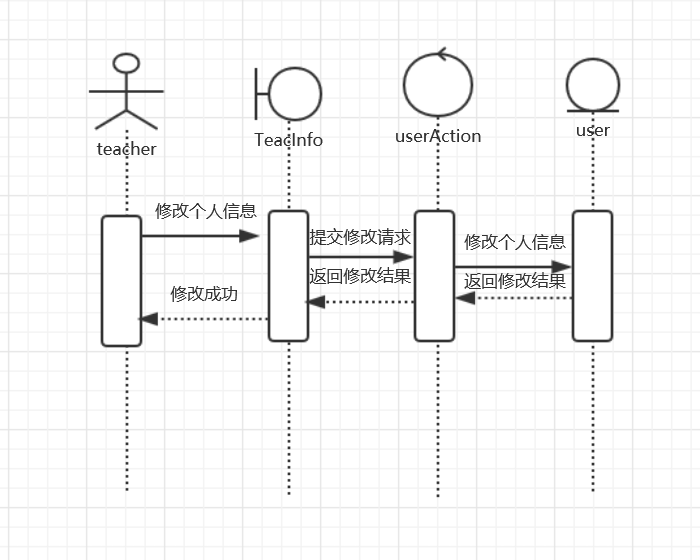 teacher
TeacInfo
userAction
user
修改个人信息
提交修改请求
修改个人信息
返回修改结果
返回修改结果
修改成功